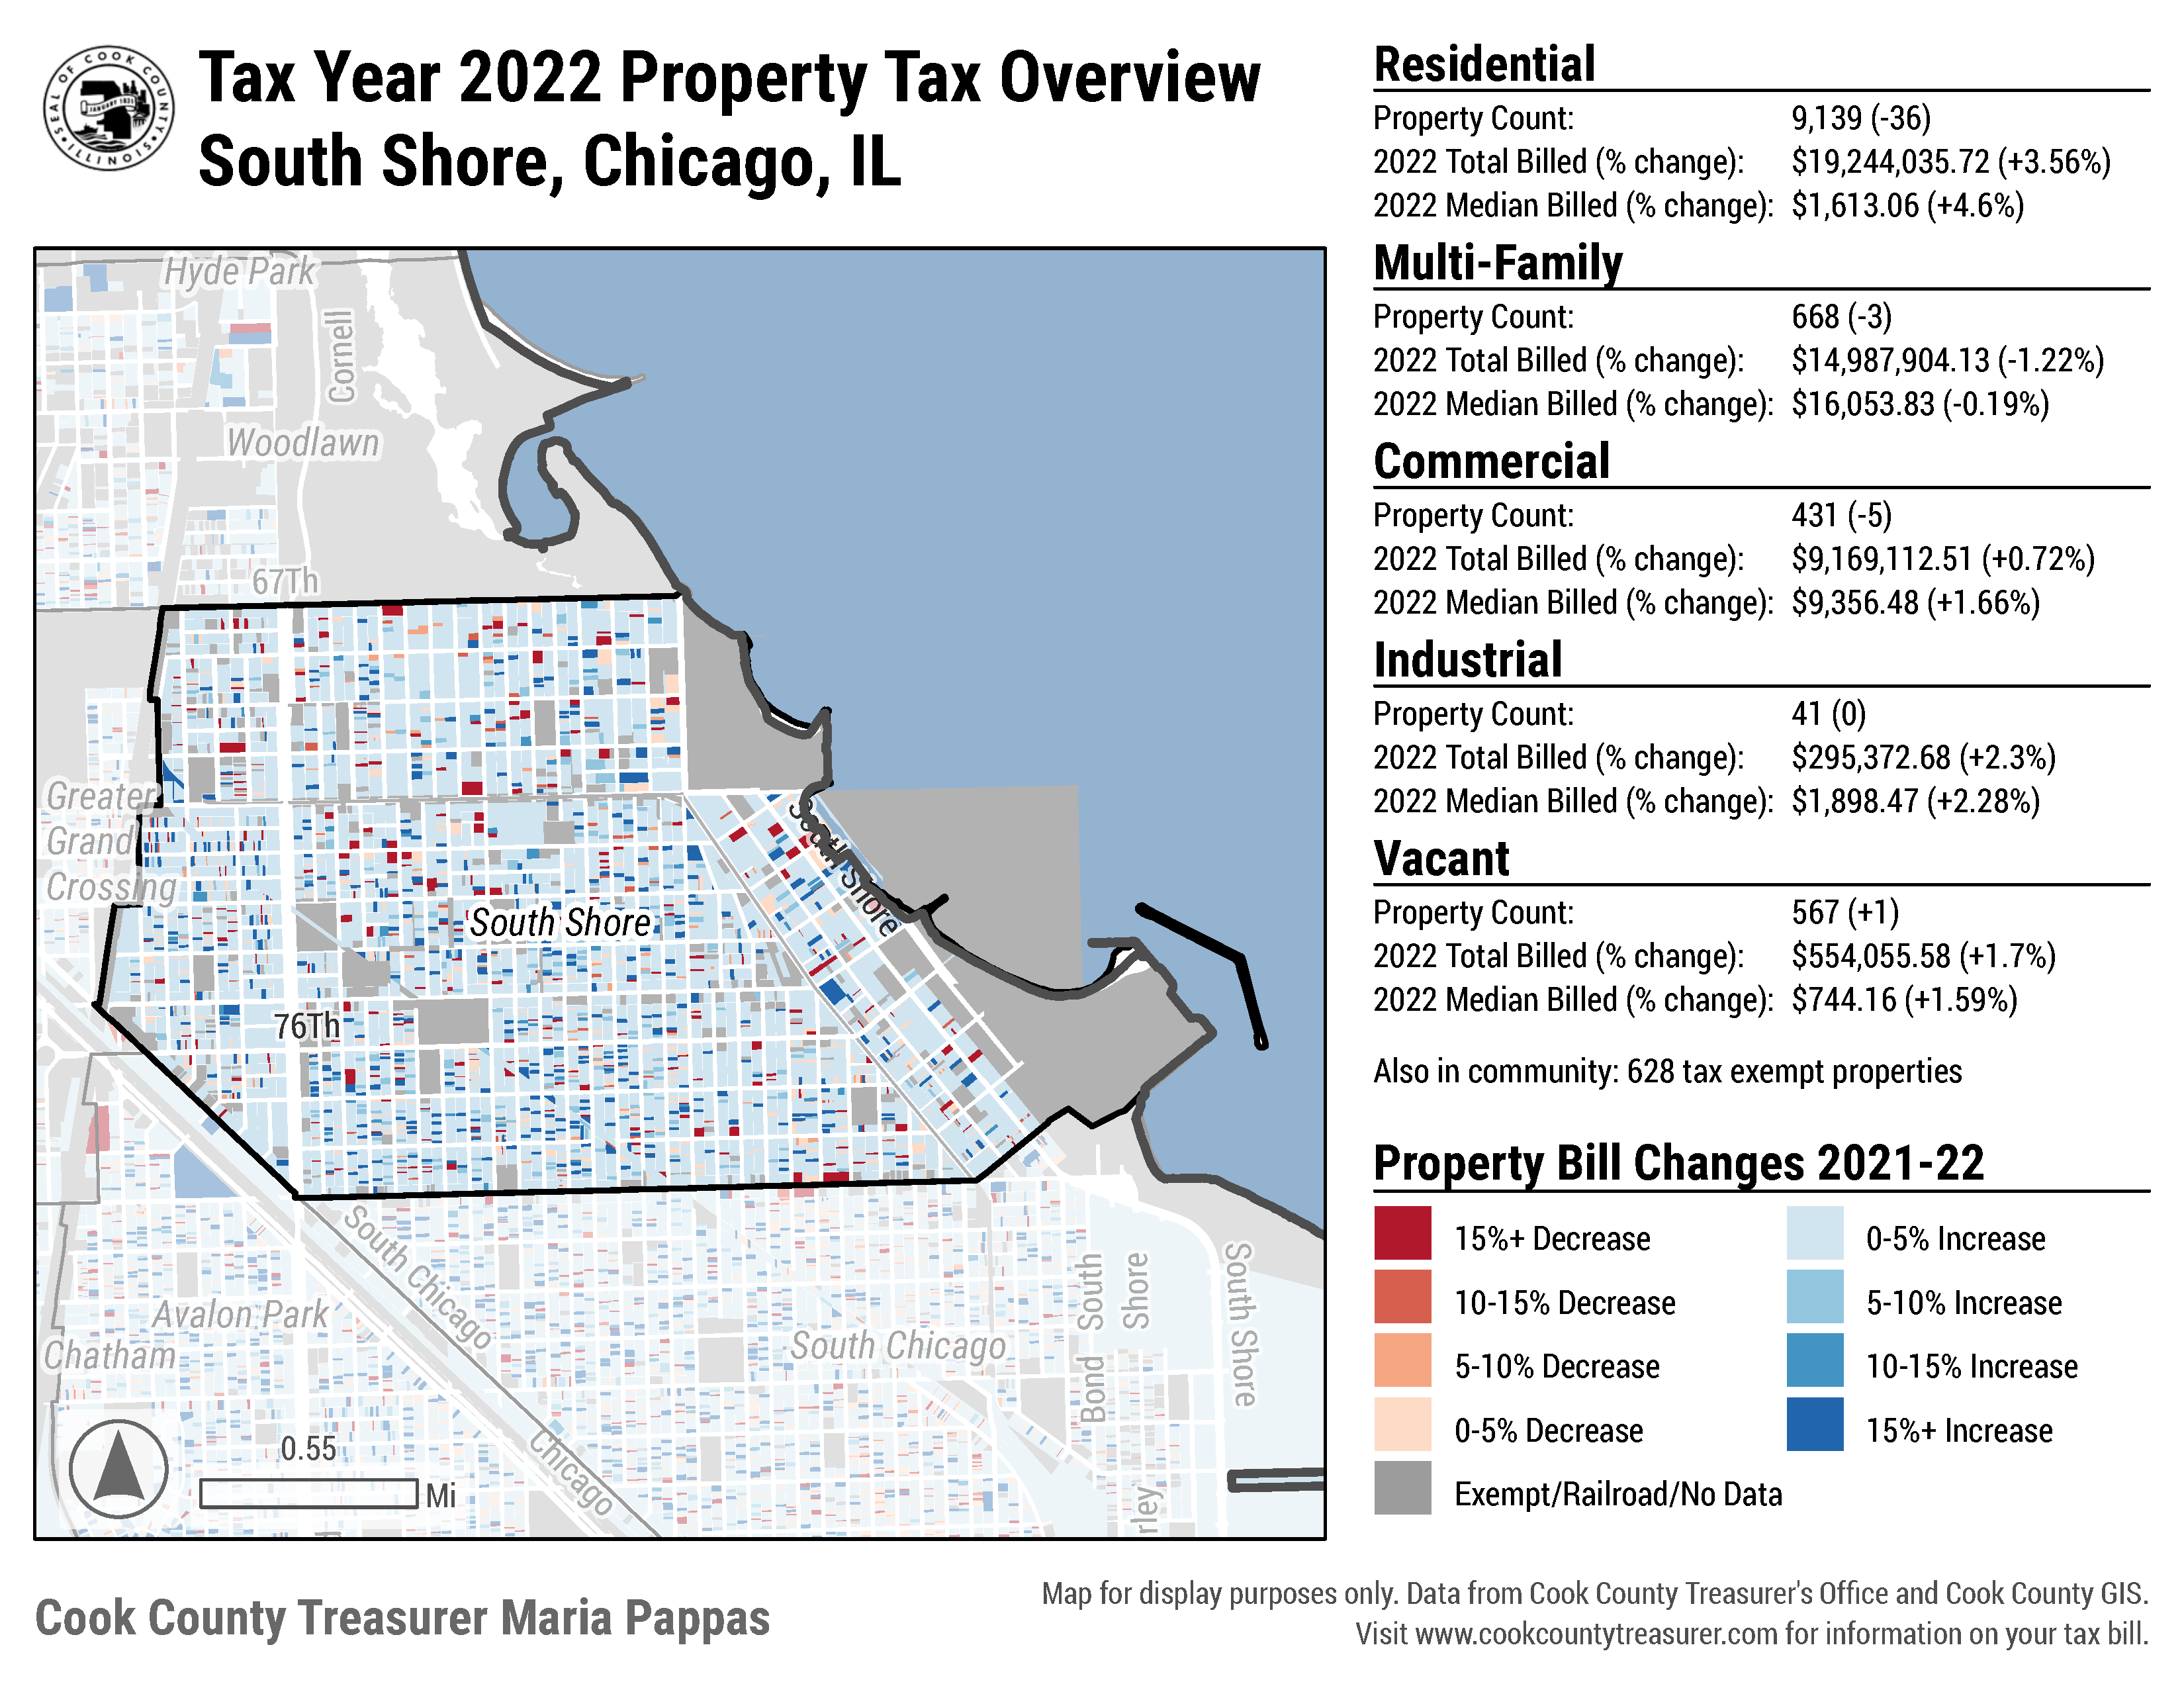 SEAL OF COOK COUNTY
ILLINOIS
JANUARY 1831
Tax Year 2022 Property Tax Overview
South Shore, Chicago, IL
Hyde Park
Cornell
Woodlawn
67Th
Greater
Grand
Crossing
South Shore
South Shore
76Th
South Chicago
Avalon Park
Chatham
South Chicago
Bond
South
Shore
South Shore
Chicago
rley
0.55
Mi
Residential
Property Count: 9,139 (-36)
2022 Total Billed (% change): $19,244,035.72 (+3.56%)
2022 Median Billed (% change): $1,613.06 (+4.6%)
Multi-Family
Property Count: 668 (-3)
2022 Total Billed (% change): $14,987,904.13 (-1.22%)
2022 Median Billed (% change): $16,053.83 (-0.19%)
Commercial
Property Count: 431 (-5)
2022 Total Billed (% change): $9,169,112.51 (+0.72%)
2022 Median Billed (% change): $9,356.48 (+1.66%)
Industrial
Property Count: 41 (0)
2022 Total Billed (% change): $295,372.68 (+2.3%)
2022 Median Billed (% change): $1,898.47 (+2.28%)
Vacant
Property Count: 567 (+1)
2022 Total Billed (% change): $554,055.58 (+1.7%)
2022 Median Billed (% change): $744.16 (+1.59%)
Also in community: 628 tax exempt properties
Property Bill Changes 2021-22
15%+ Decrease
0-5% Increase
10-15% Decrease
5-10% Increase
5-10% Decrease
10-15% Increase
0-5% Decrease
15%+ Increase
Exempt/Railroad/No Data
Cook County Treasurer Maria Pappas
Map for display purposes only. Data from Cook County Treasurer's Office and Cook County GIS.
Visit www.cookcountytreasurer.com for information on your tax bill.